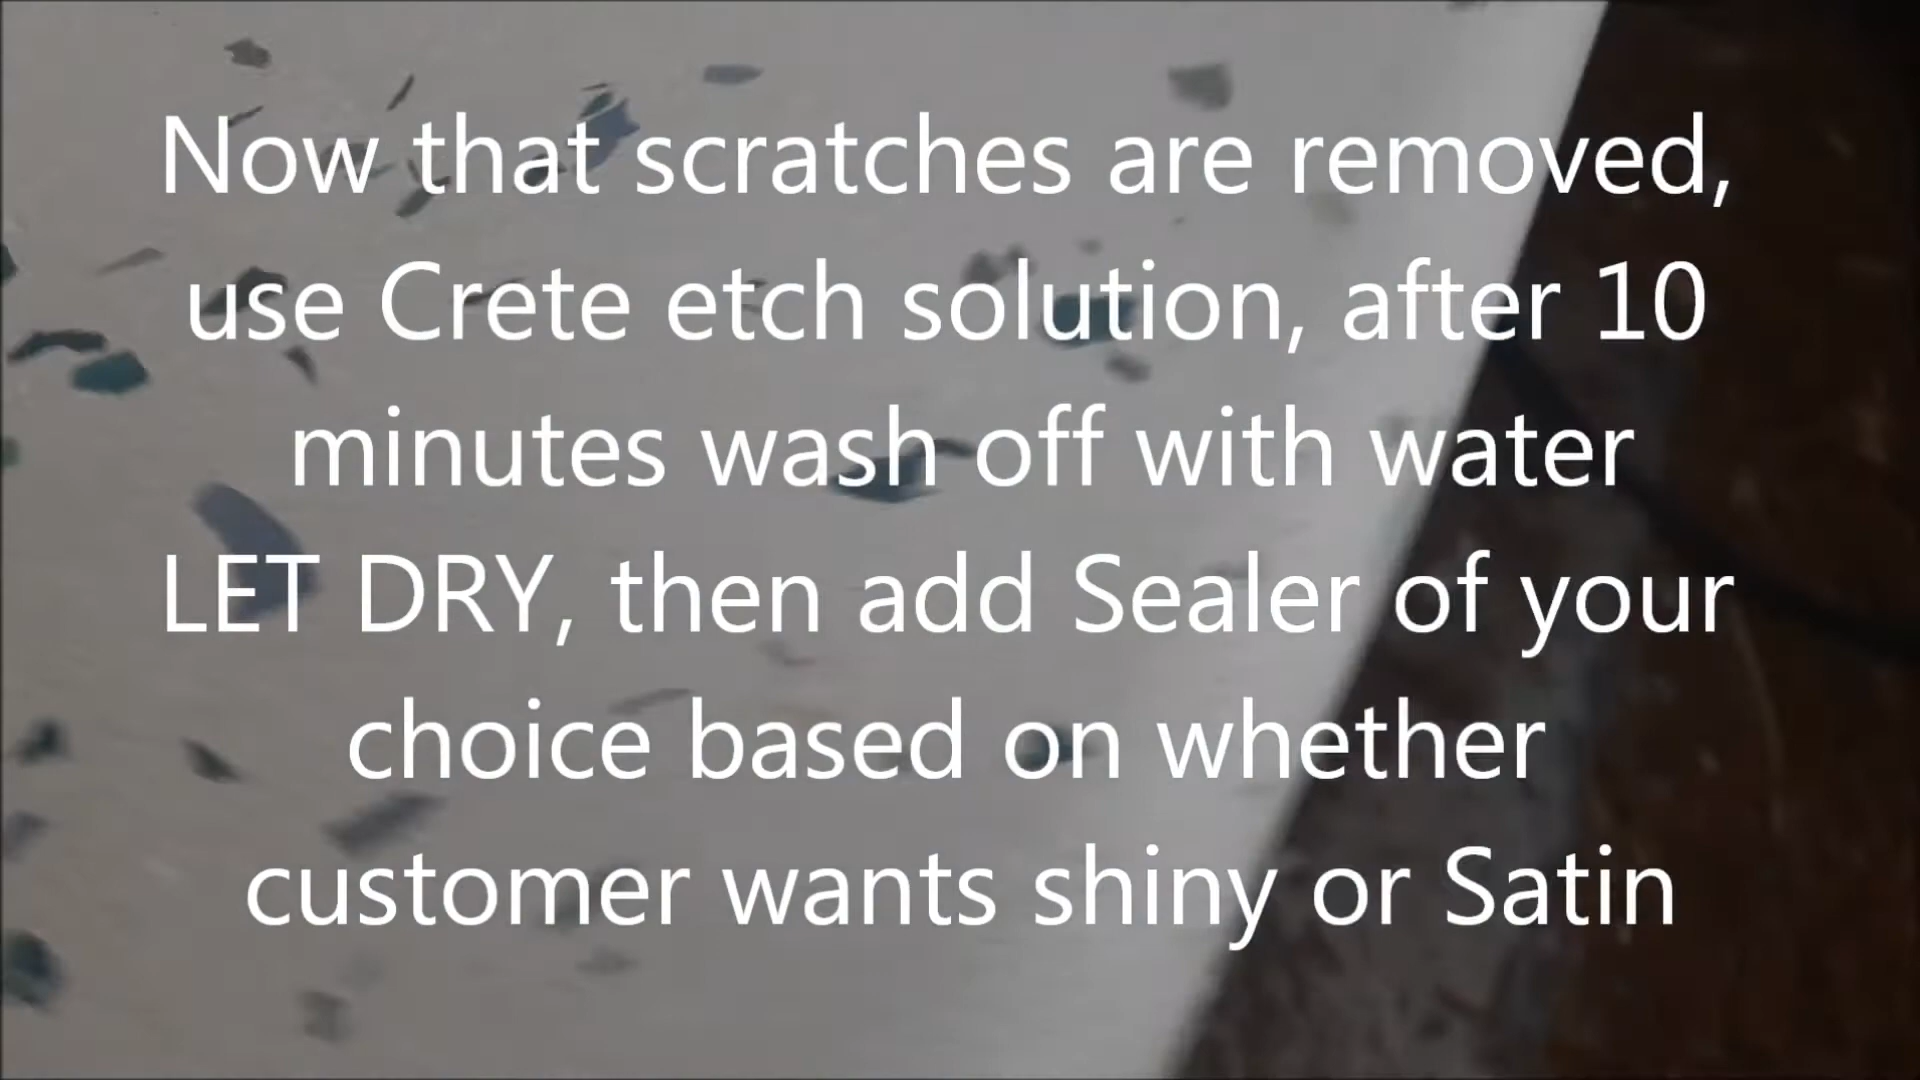 Now that scratches are removed,
use Crete etch solution, after 10
minutes wash off with water
LET DRY, then add Sealer of your
choice based on whether
customer wants shiny or Satin